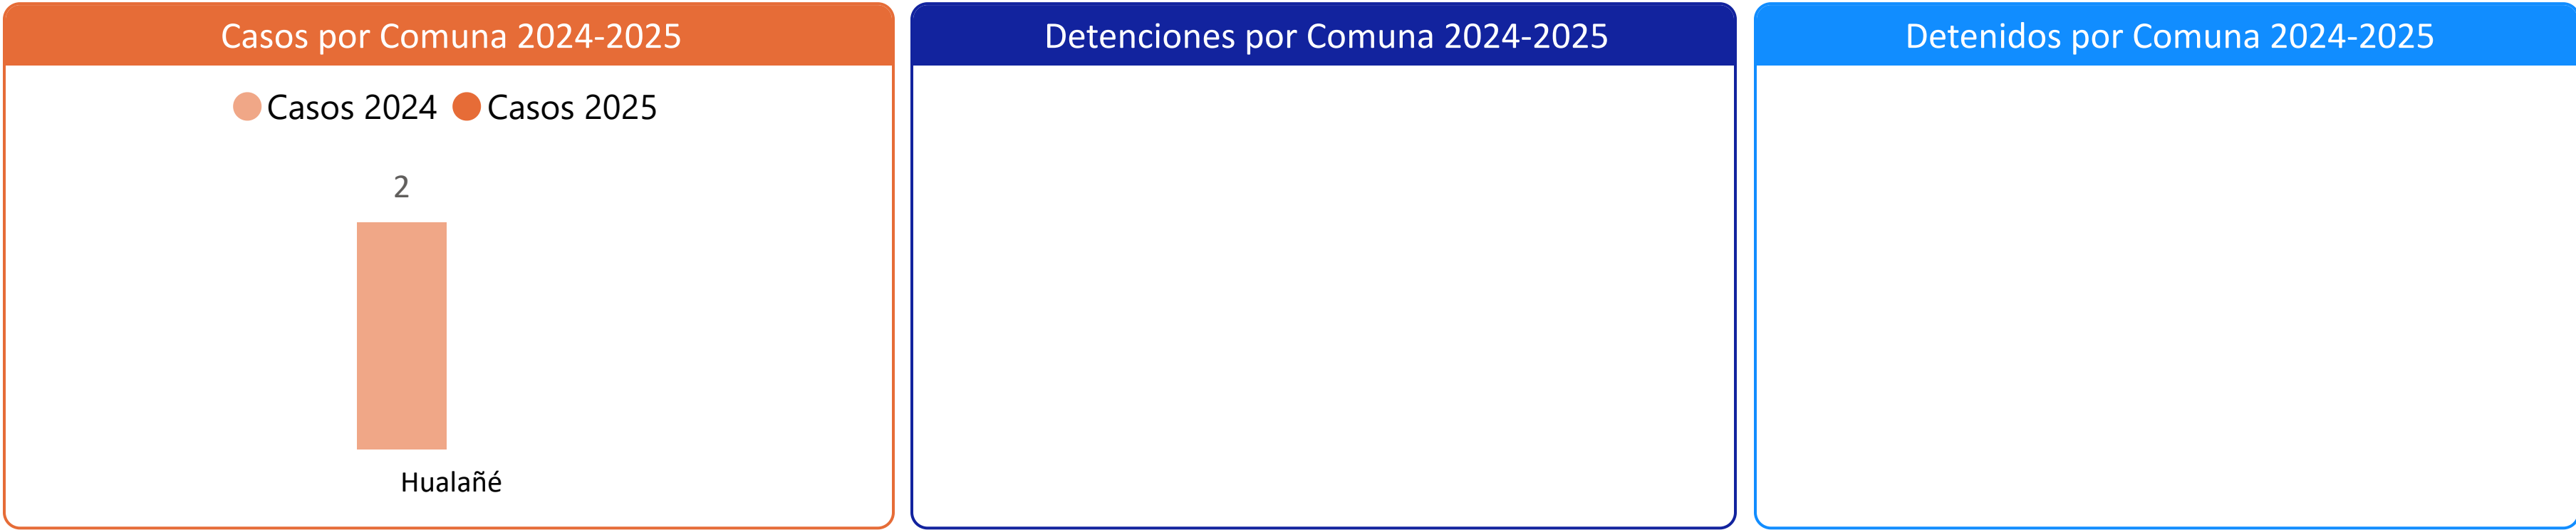 Casos por Comuna 2024-2025
Casos 2024 Casos 2025
2
Hualañé
Detenciones por Comuna 2024-2025
Detenidos por Comuna 2024-2025